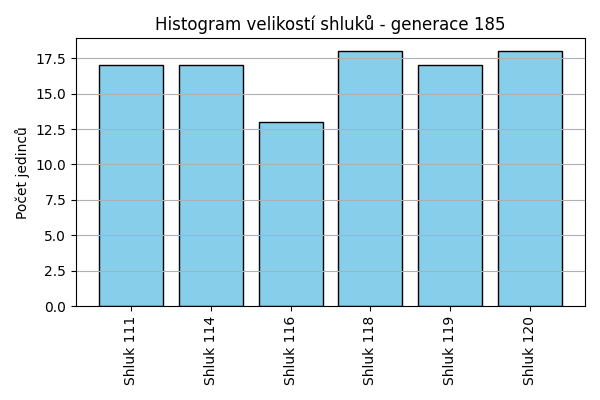 Histogram velikostí shluků - generace 185
Počet jedinců
17.5
15.0
12.5
10.0
7.5
5.0
2.5
0.0
Shluk 111
Shluk 114
Shluk 116
Shluk 118
Shluk 119
Shluk 120